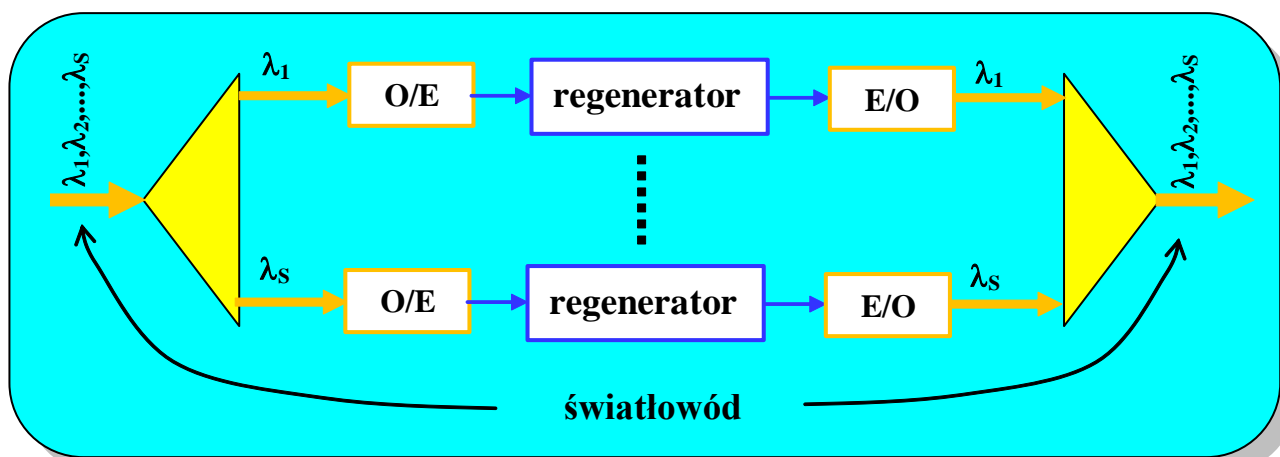 λ1,λ2,...,λS
λ1
O/E
regenerator
E/O
λ1
λ1,λ2,...,λS
λS
O/E
regenerator
E/O
λS
światłowód